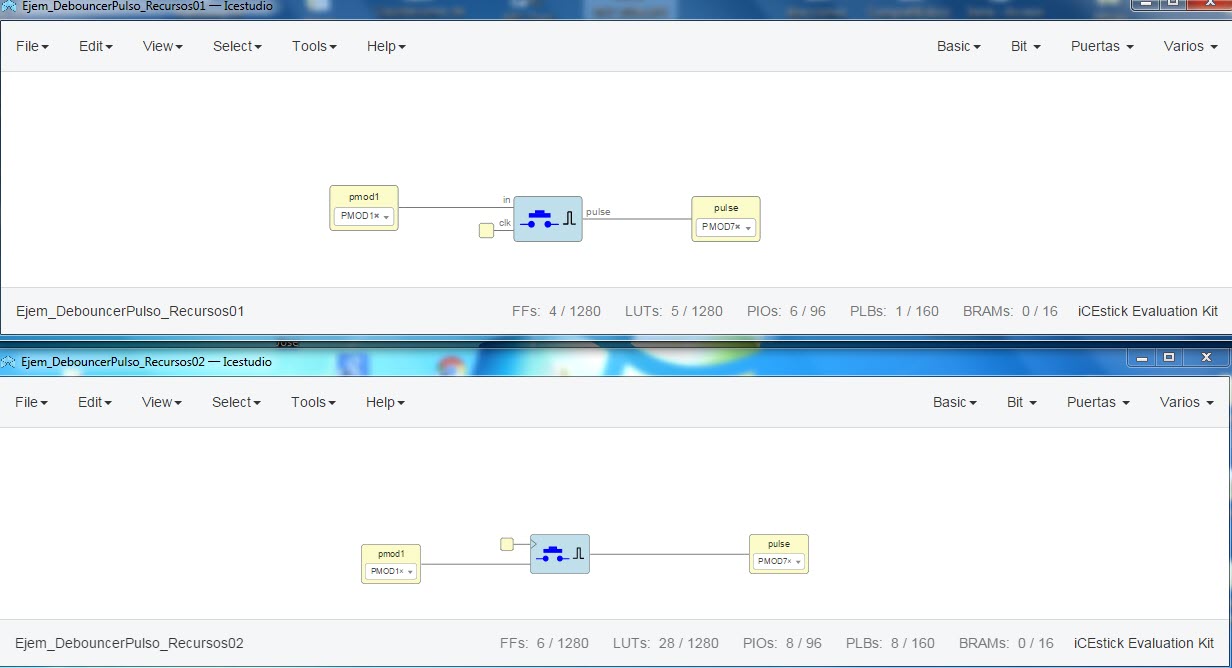 Ejem_DebouncerPulso_Recursos01 — Icestudio
File Edit View Select Tools Help Basic Bit Puertas Varios
pmod1
PMOD1
in
clk
pulse
pulse
PMOD7
Ejem_DebouncerPulso_Recursos01 FFs: 4 / 1280 LUTs: 5 / 1280 PIOs: 6 / 96 PLBs: 1 / 160 BRAMs: 0 / 16 iCEstick Evaluation Kit
Ejem_DebouncerPulso_Recursos02 — Icestudio
File Edit View Select Tools Help Basic Bit Puertas Varios
pmod1
PMOD1
pulse
PMOD7
Ejem_DebouncerPulso_Recursos02 FFs: 6 / 1280 LUTs: 28 / 1280 PIOs: 8 / 96 PLBs: 8 / 160 BRAMs: 0 / 16 iCEstick Evaluation Kit